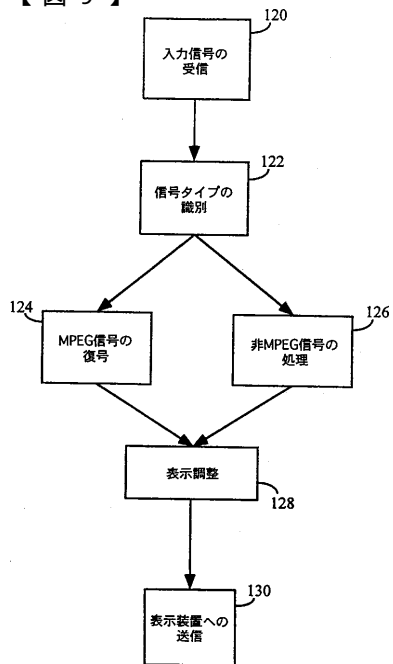 120
入力信号の
受信
122
信号タイプの
識別
124
MPEG信号の
復号
126
非MPEG信号の
処理
表示調整
128
130
表示装置への
送信